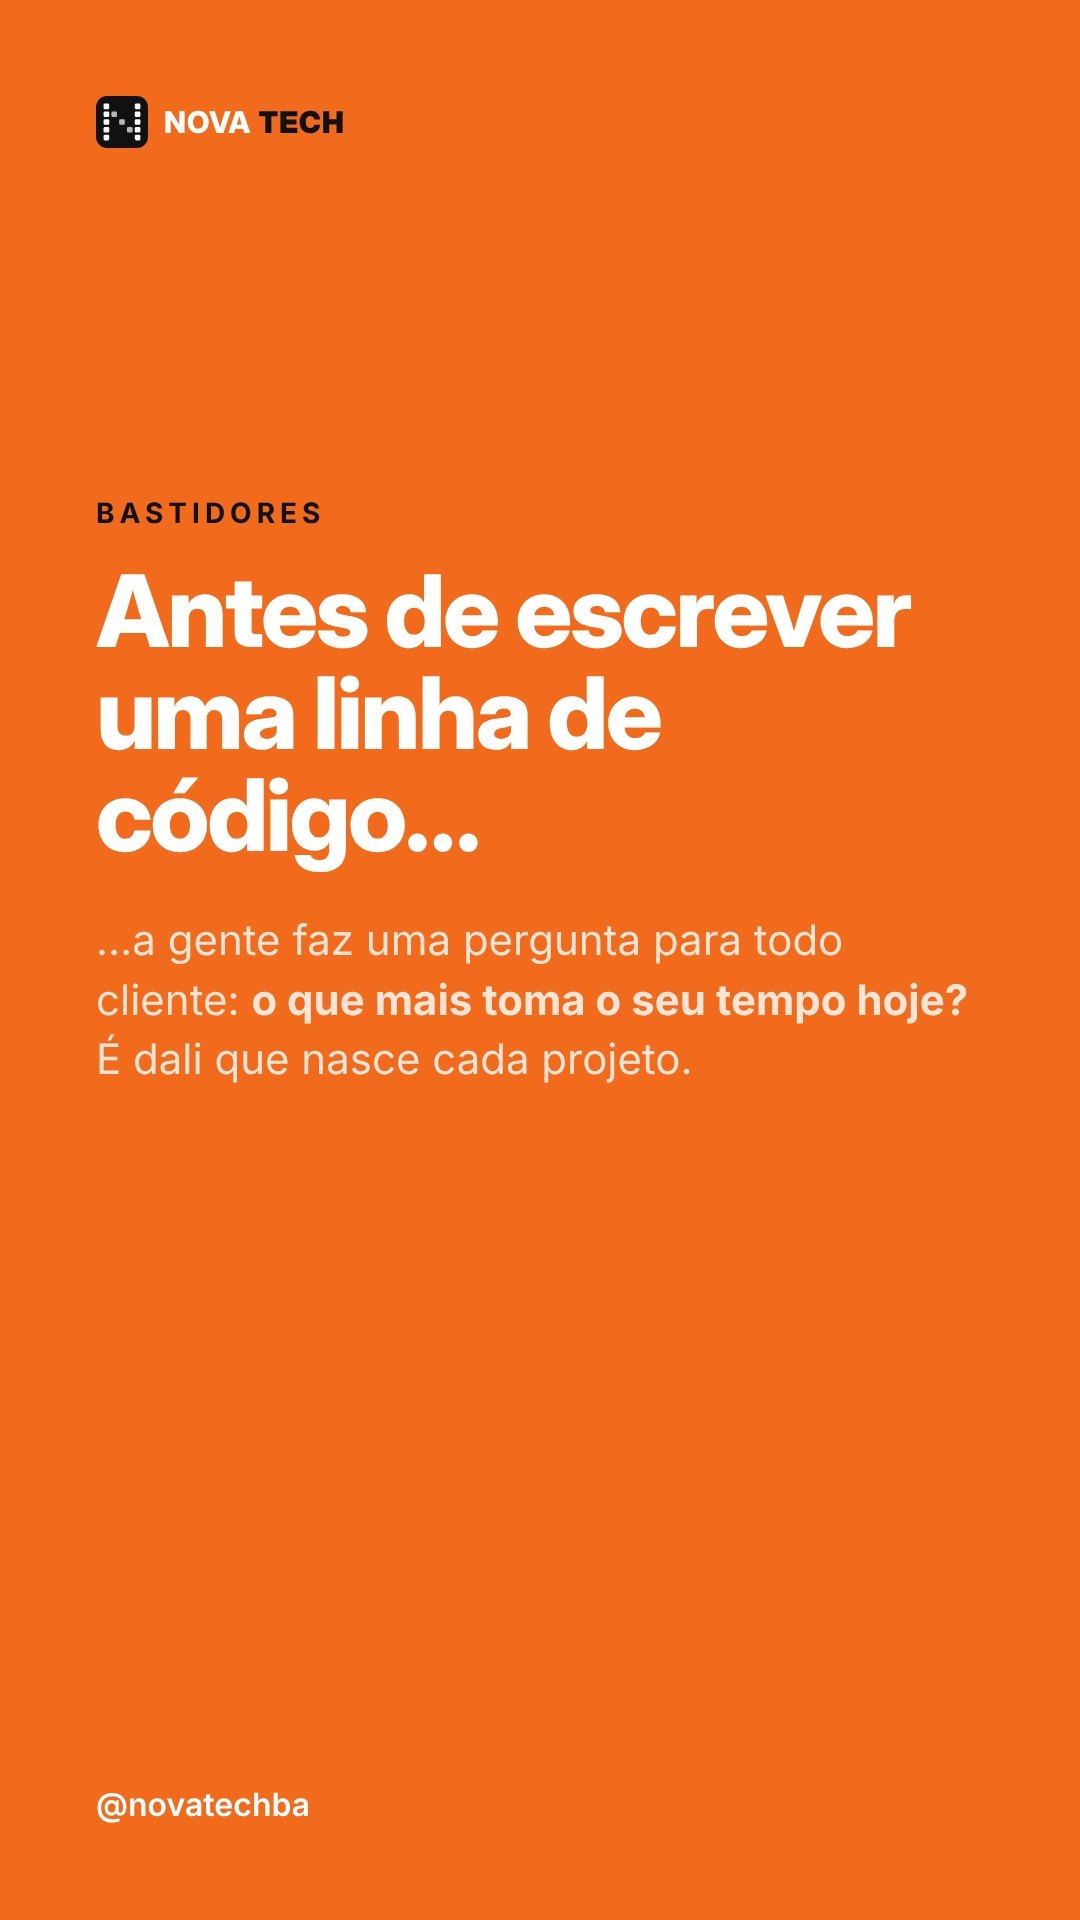 NOVA TECH
BASTIDORES
Antes de escrever
uma linha de
código...
...a gente faz uma pergunta para todo
cliente: o que mais toma o seu tempo hoje?
É dali que nasce cada projeto.
@novatechba